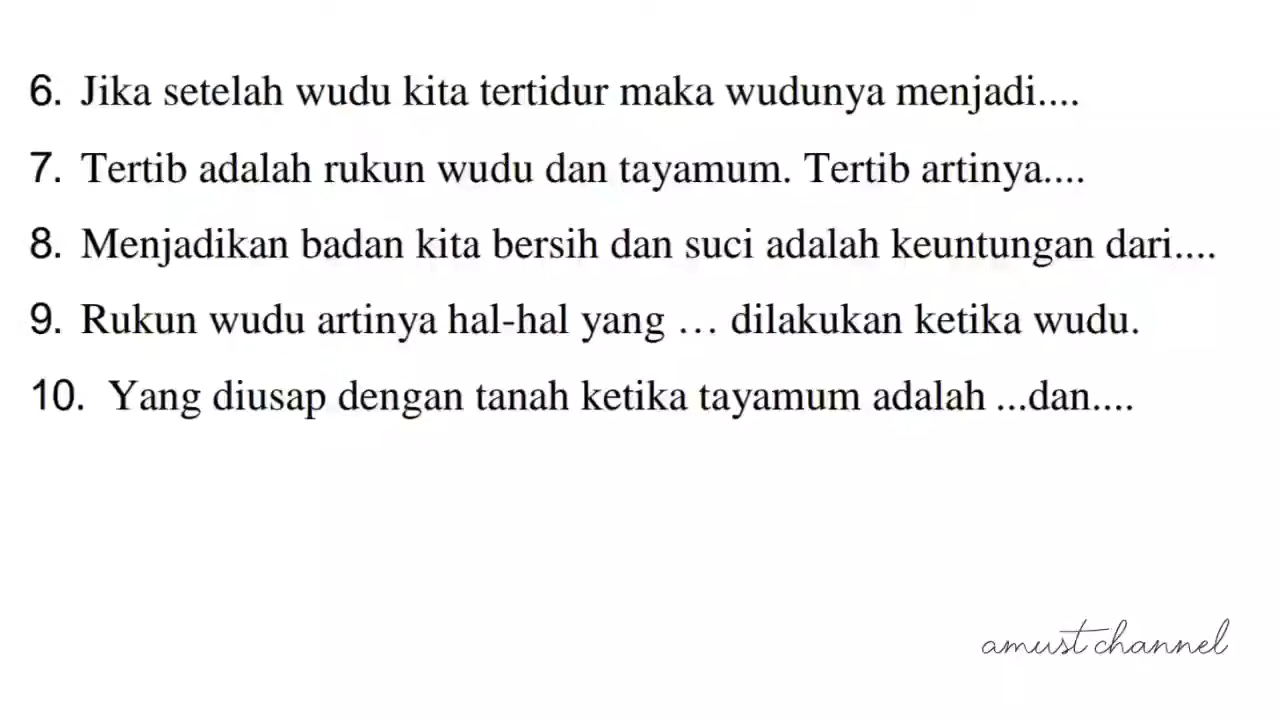 6. Jika setelah wudu kita tertidur maka wudunya menjadi....
7. Tertib adalah rukun wudu dan tayamum. Tertib artinya....
8. Menjadikan badan kita bersih dan suci adalah keuntungan dari....
9. Rukun wudu artinya hal-hal yang … dilakukan ketika wudu.
10. Yang diusap dengan tanah ketika tayamum adalah ...dan....
amust channel